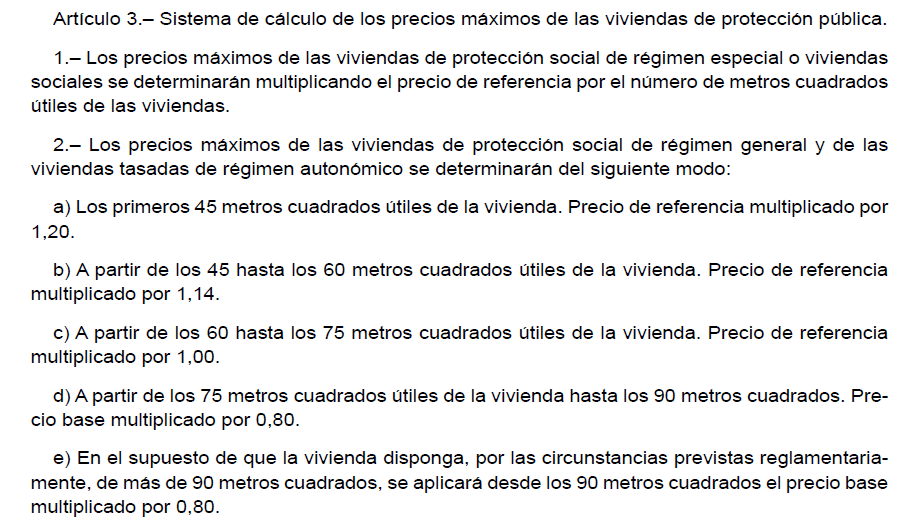 Artículo 3.– Sistema de cálculo de los precios máximos de las viviendas de protección pública.
1.– Los precios máximos de las viviendas de protección social de régimen especial o viviendas
sociales se determinarán multiplicando el precio de referencia por el número de metros cuadrados
útiles de las viviendas.
2.– Los precios máximos de las viviendas de protección social de régimen general y de las
viviendas tasadas de régimen autonómico se determinarán del siguiente modo:
a) Los primeros 45 metros cuadrados útiles de la vivienda. Precio de referencia multiplicado por
1,20.
b) A partir de los 45 hasta los 60 metros cuadrados útiles de la vivienda. Precio de referencia
multiplicado por 1,14.
c) A partir de los 60 hasta los 75 metros cuadrados útiles de la vivienda. Precio de referencia
multiplicado por 1,00.
d) A partir de los 75 metros cuadrados útiles de la vivienda hasta los 90 metros cuadrados. Pre-
cio base multiplicado por 0,80.
e) En el supuesto de que la vivienda disponga, por las circunstancias previstas reglamentaria-
mente, de más de 90 metros cuadrados, se aplicará desde los 90 metros cuadrados el precio base
multiplicado por 0,80.